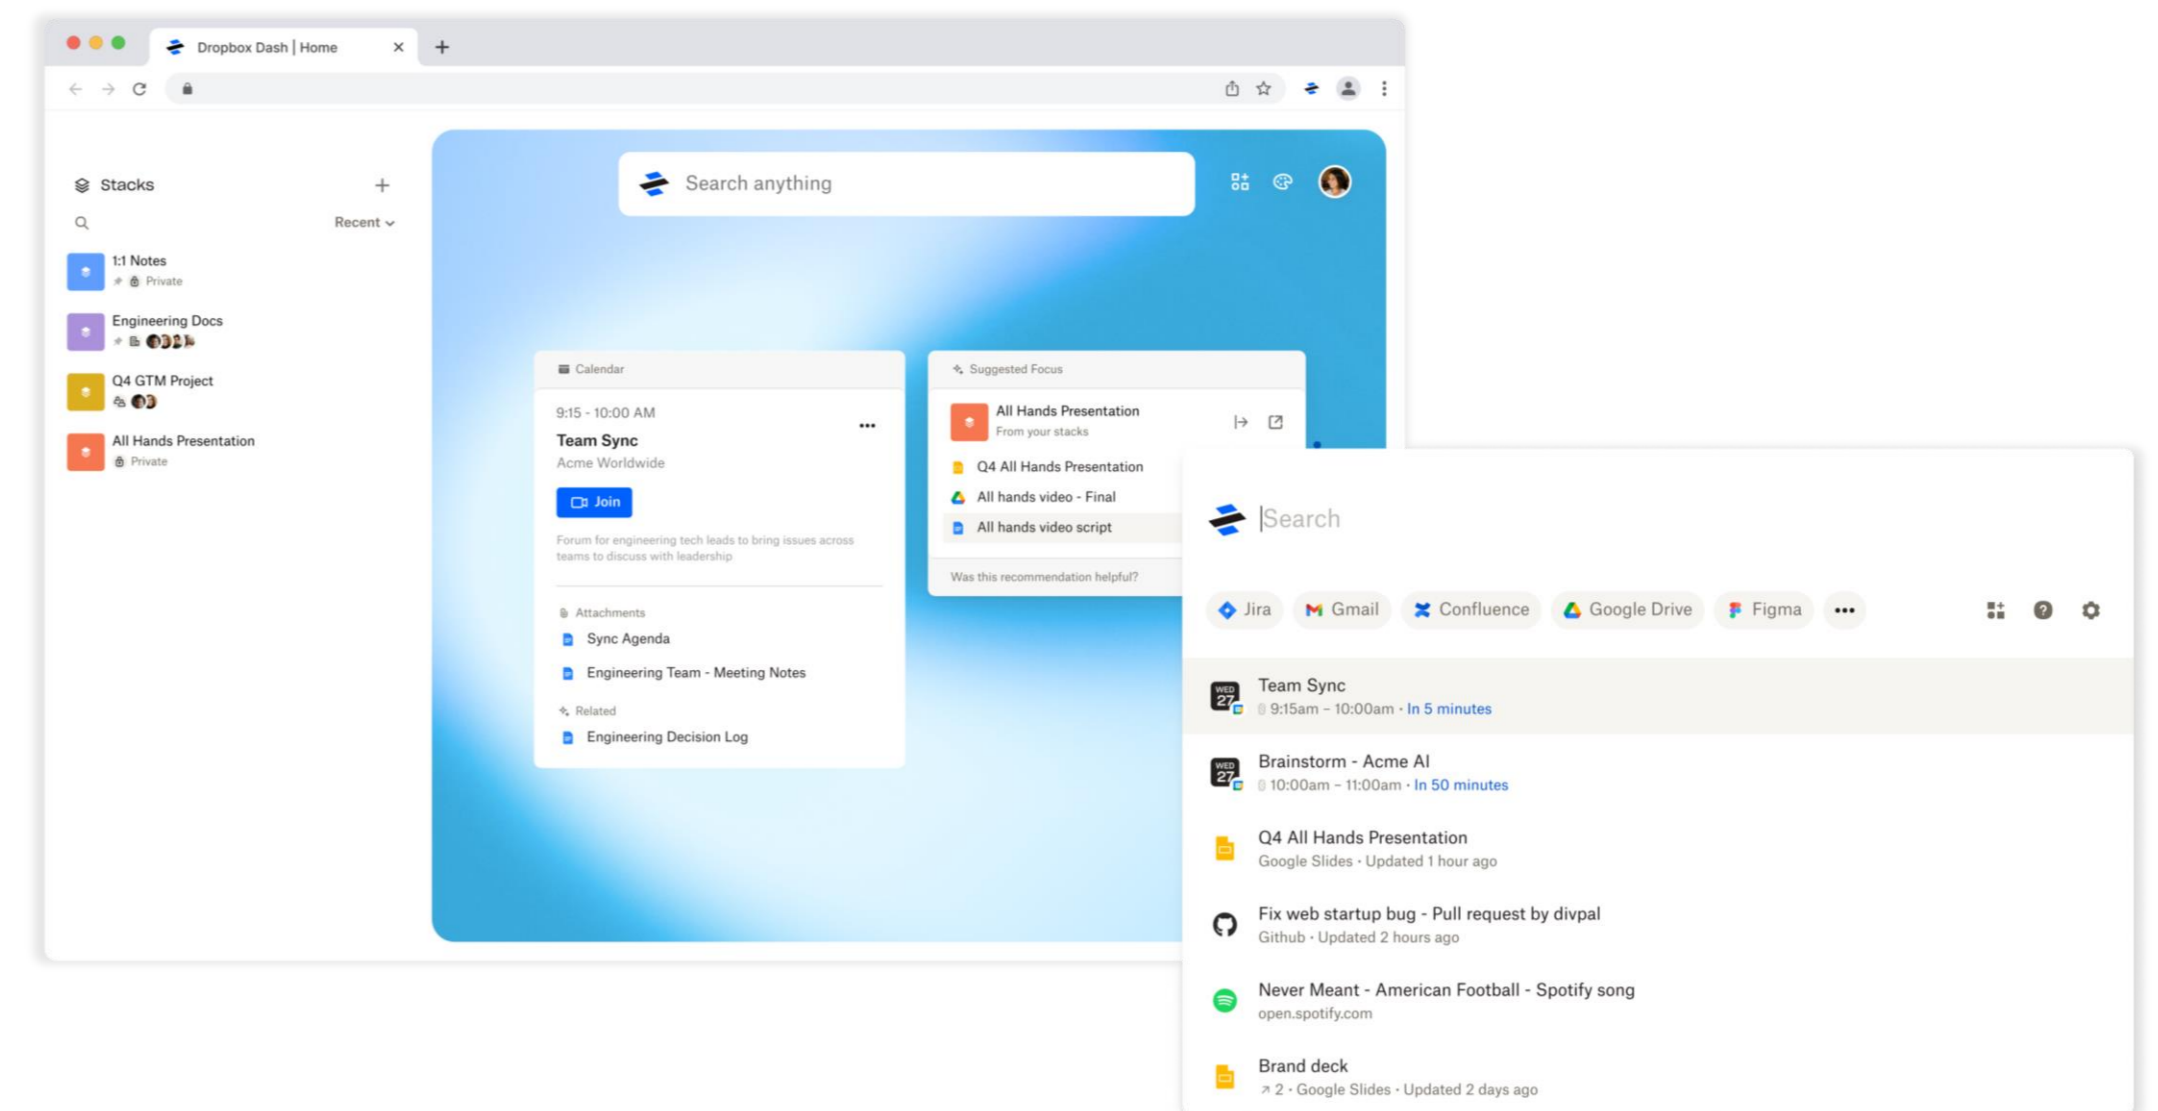 Dropbox Dash | Home
Stacks
Recent
1:1 Notes
Private
Engineering Docs
Q4 GTM Project
All Hands Presentation
Private
Search anything
Calendar
9:15 - 10:00 AM
Team Sync
Acme Worldwide
Join
Forum for engineering tech leads to bring issues across
teams to discuss with leadership
Attachments
Sync Agenda
Engineering Team - Meeting Notes
Related
Engineering Decision Log
Suggested Focus
All Hands Presentation
From your stacks
Q4 All Hands Presentation
All hands video - Final
All hands video script
Was this recommendation helpful?
Search
Jira Gmail Confluence Google Drive Figma
WED
27
Team Sync
9:15am – 10:00am · In 5 minutes
WED
27
Brainstorm - Acme AI
10:00am – 11:00am · In 50 minutes
Q4 All Hands Presentation
Google Slides · Updated 1 hour ago
Fix web startup bug - Pull request by divpal
Github · Updated 2 hours ago
Never Meant - American Football - Spotify song
open.spotify.com
Brand deck
↗ 2 · Google Slides · Updated 2 days ago